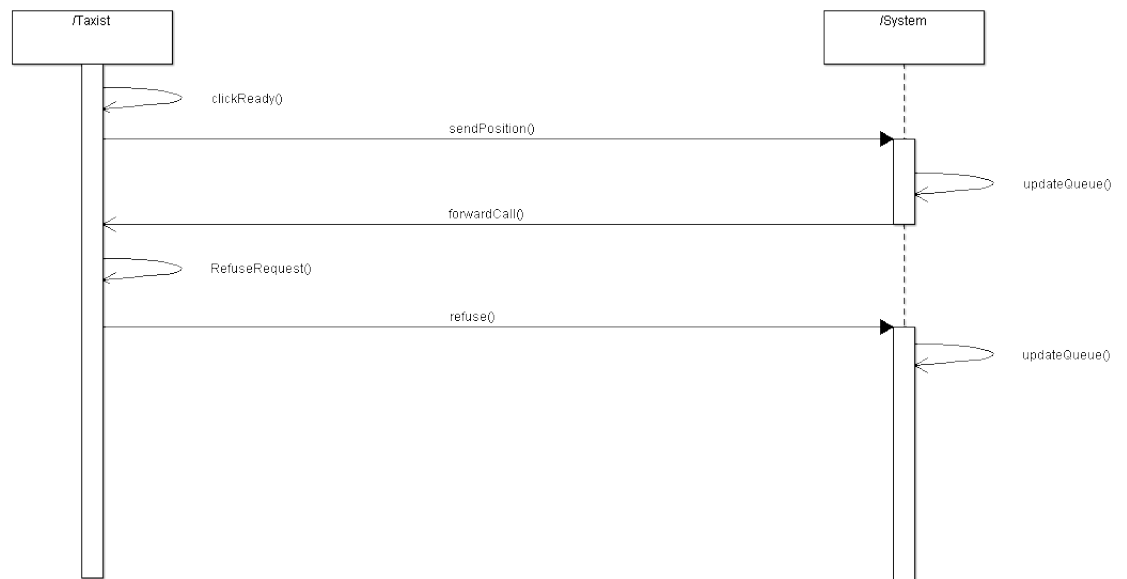 /Taxist
/System
clickReady()
sendPosition()
updateQueue()
forwardCall()
RefuseRequest()
refuse()
updateQueue()